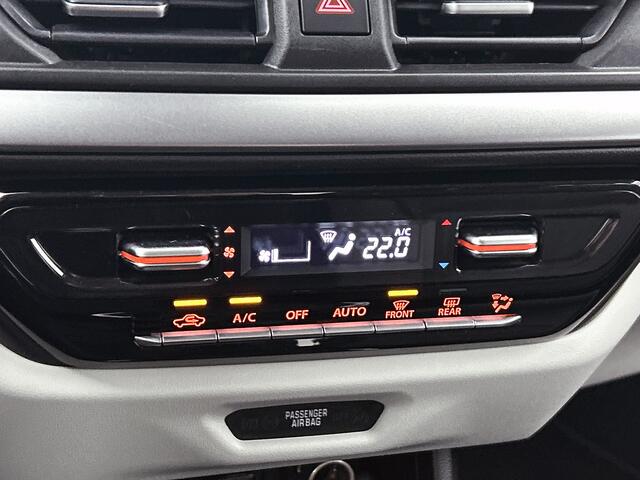 A/C
22.0
A/C OFF AUTO FRONT REAR
PASSENGER
AIRBAG